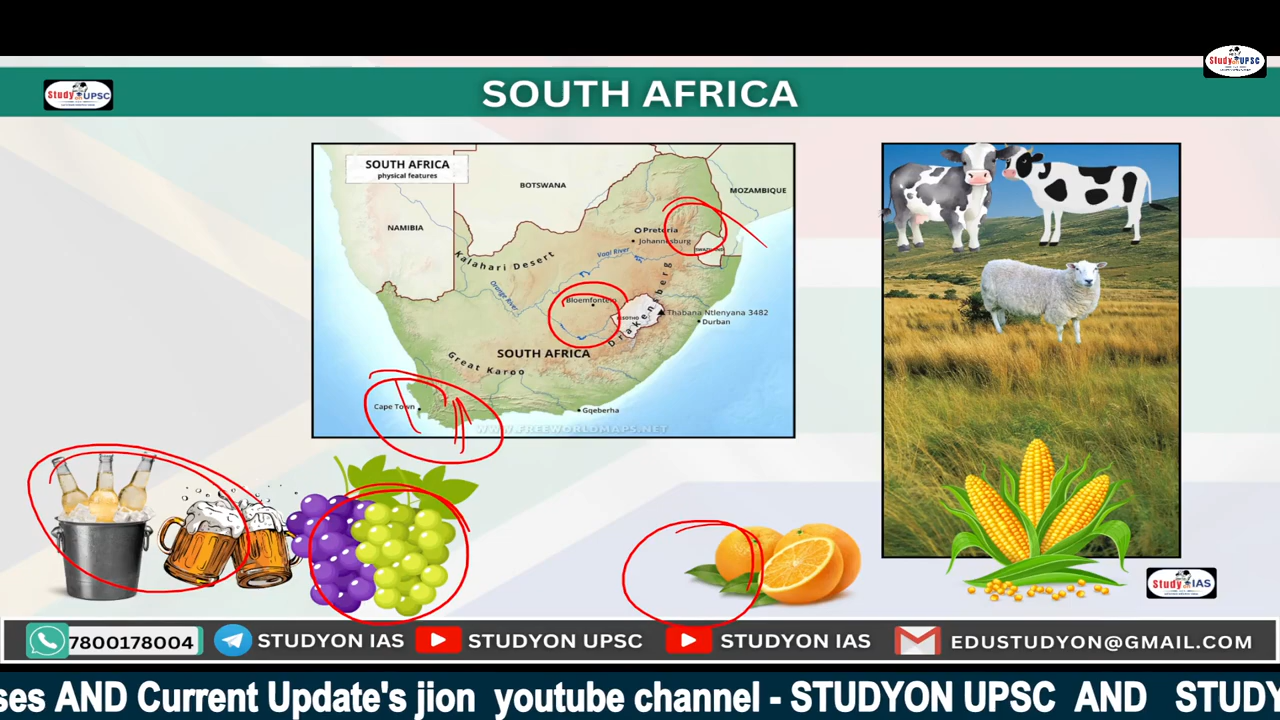 Study UPSC
Study UPSC
SOUTH AFRICA
SOUTH AFRICA
physical features
BOTSWANA
MOZAMBIQUE
NAMIBIA
Pretoria
Johannesburg
Kalahari Desert
Vaal River
Orange River
Bloemfontein
LESOTHO
Drakensberg
Thabana Ntlenyana 3482
Durban
SOUTH AFRICA
Great Karoo
Cape Town
Gqeberha
WWW.FREEWORLDMAPS.NET
Study IAS
7800178004 STUDYON IAS STUDYON UPSC STUDYON IAS EDUSTUDYON@GMAIL.COM
ses AND Current Update's jion youtube channel - STUDYON UPSC AND STUDY